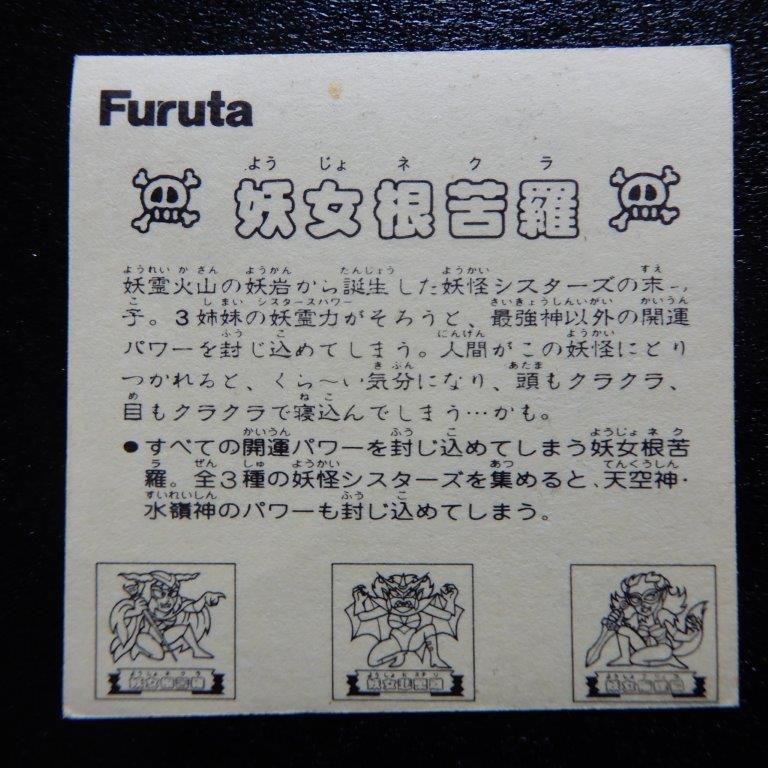 Furuta
よう じょ ネ ク ラ
妖女根苦羅
ようれい か ざん ようがん たんじょう ようかい すえ
妖霊火山の妖岩から誕生した妖怪シスターズの末っ
こ しまい シスタースパワー さいきょうしんいがい かいうん
子。3姉妹の妖霊力がそろうと、最強神以外の開運
ふう こ にんげん ようかい
パワーを封じ込めてしまう。人間がこの妖怪にとり
き ぶん あたま
つかれると、くら〜い気分になり、頭もクラクラ、
め ねこ
目もクラクラで寝込んでしまう…かも。
かいうん ふう こ ようじょ ネ ク
●すべての開運パワーを封じ込めてしまう妖女根苦
ラ ぜん しゅ ようかい あつ てんくうしん
羅。全3種の妖怪シスターズを集めると、天空神・
すいれいしん ふう こ
水嶺神のパワーも封じ込めてしまう。
ようじょ ネ ク ラ
妖女根苦羅